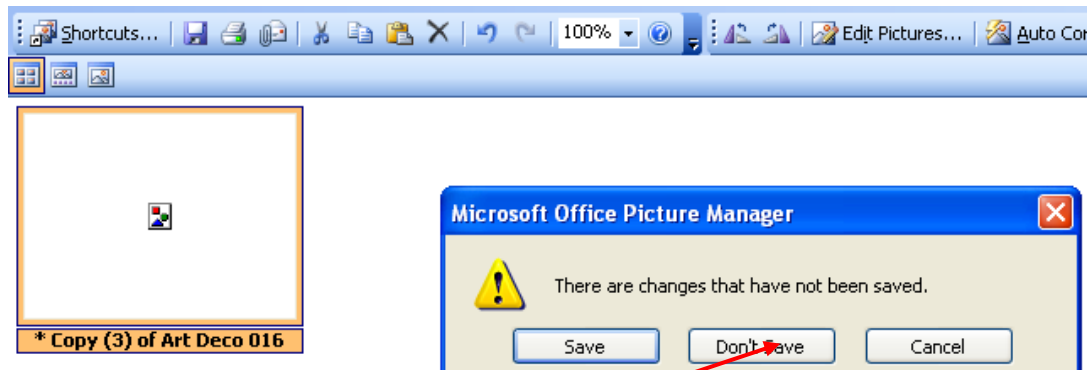 Shortcuts... 100% Edit Pictures... Auto Cor
Microsoft Office Picture Manager
There are changes that have not been saved.
* Copy (3) of Art Deco 016
Save Don't Save Cancel